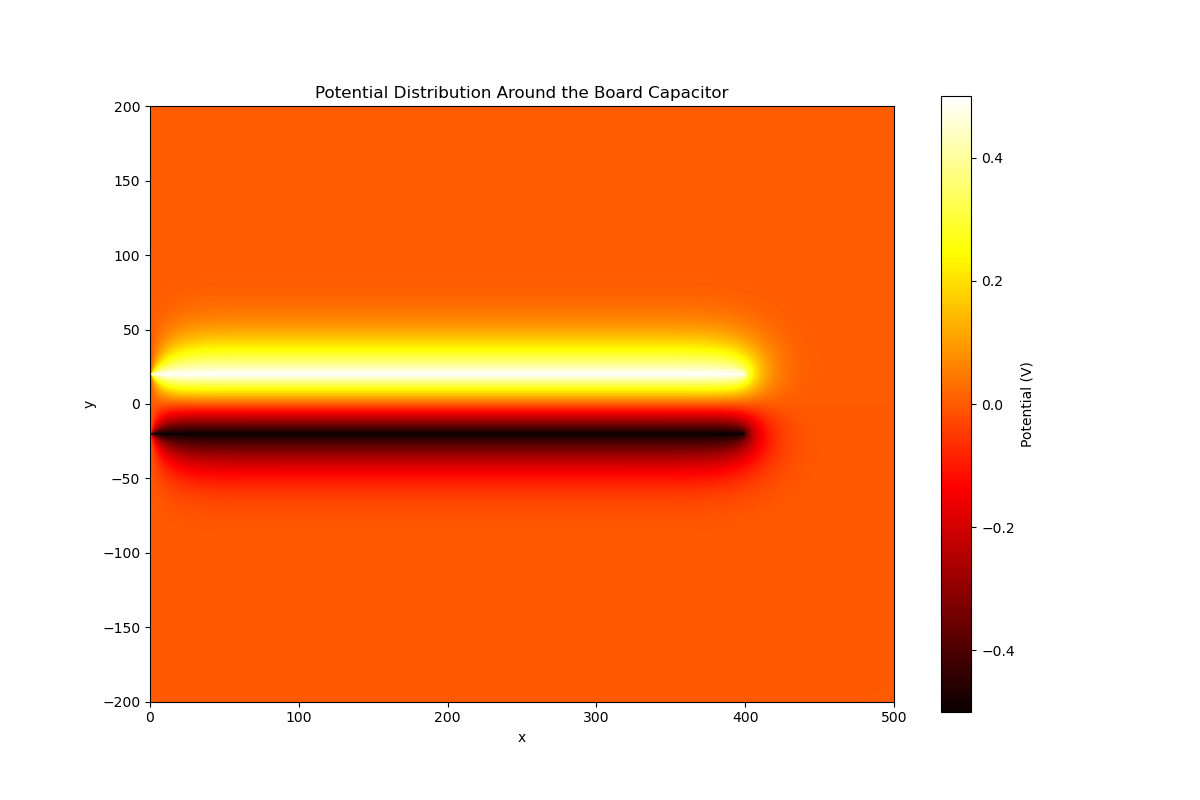 Potential Distribution Around the Board Capacitor
200
150
100
50
0
−50
−100
−150
−200
y
0 100 200 300 400 500
x
0.4
0.2
0.0
−0.2
−0.4
Potential (V)